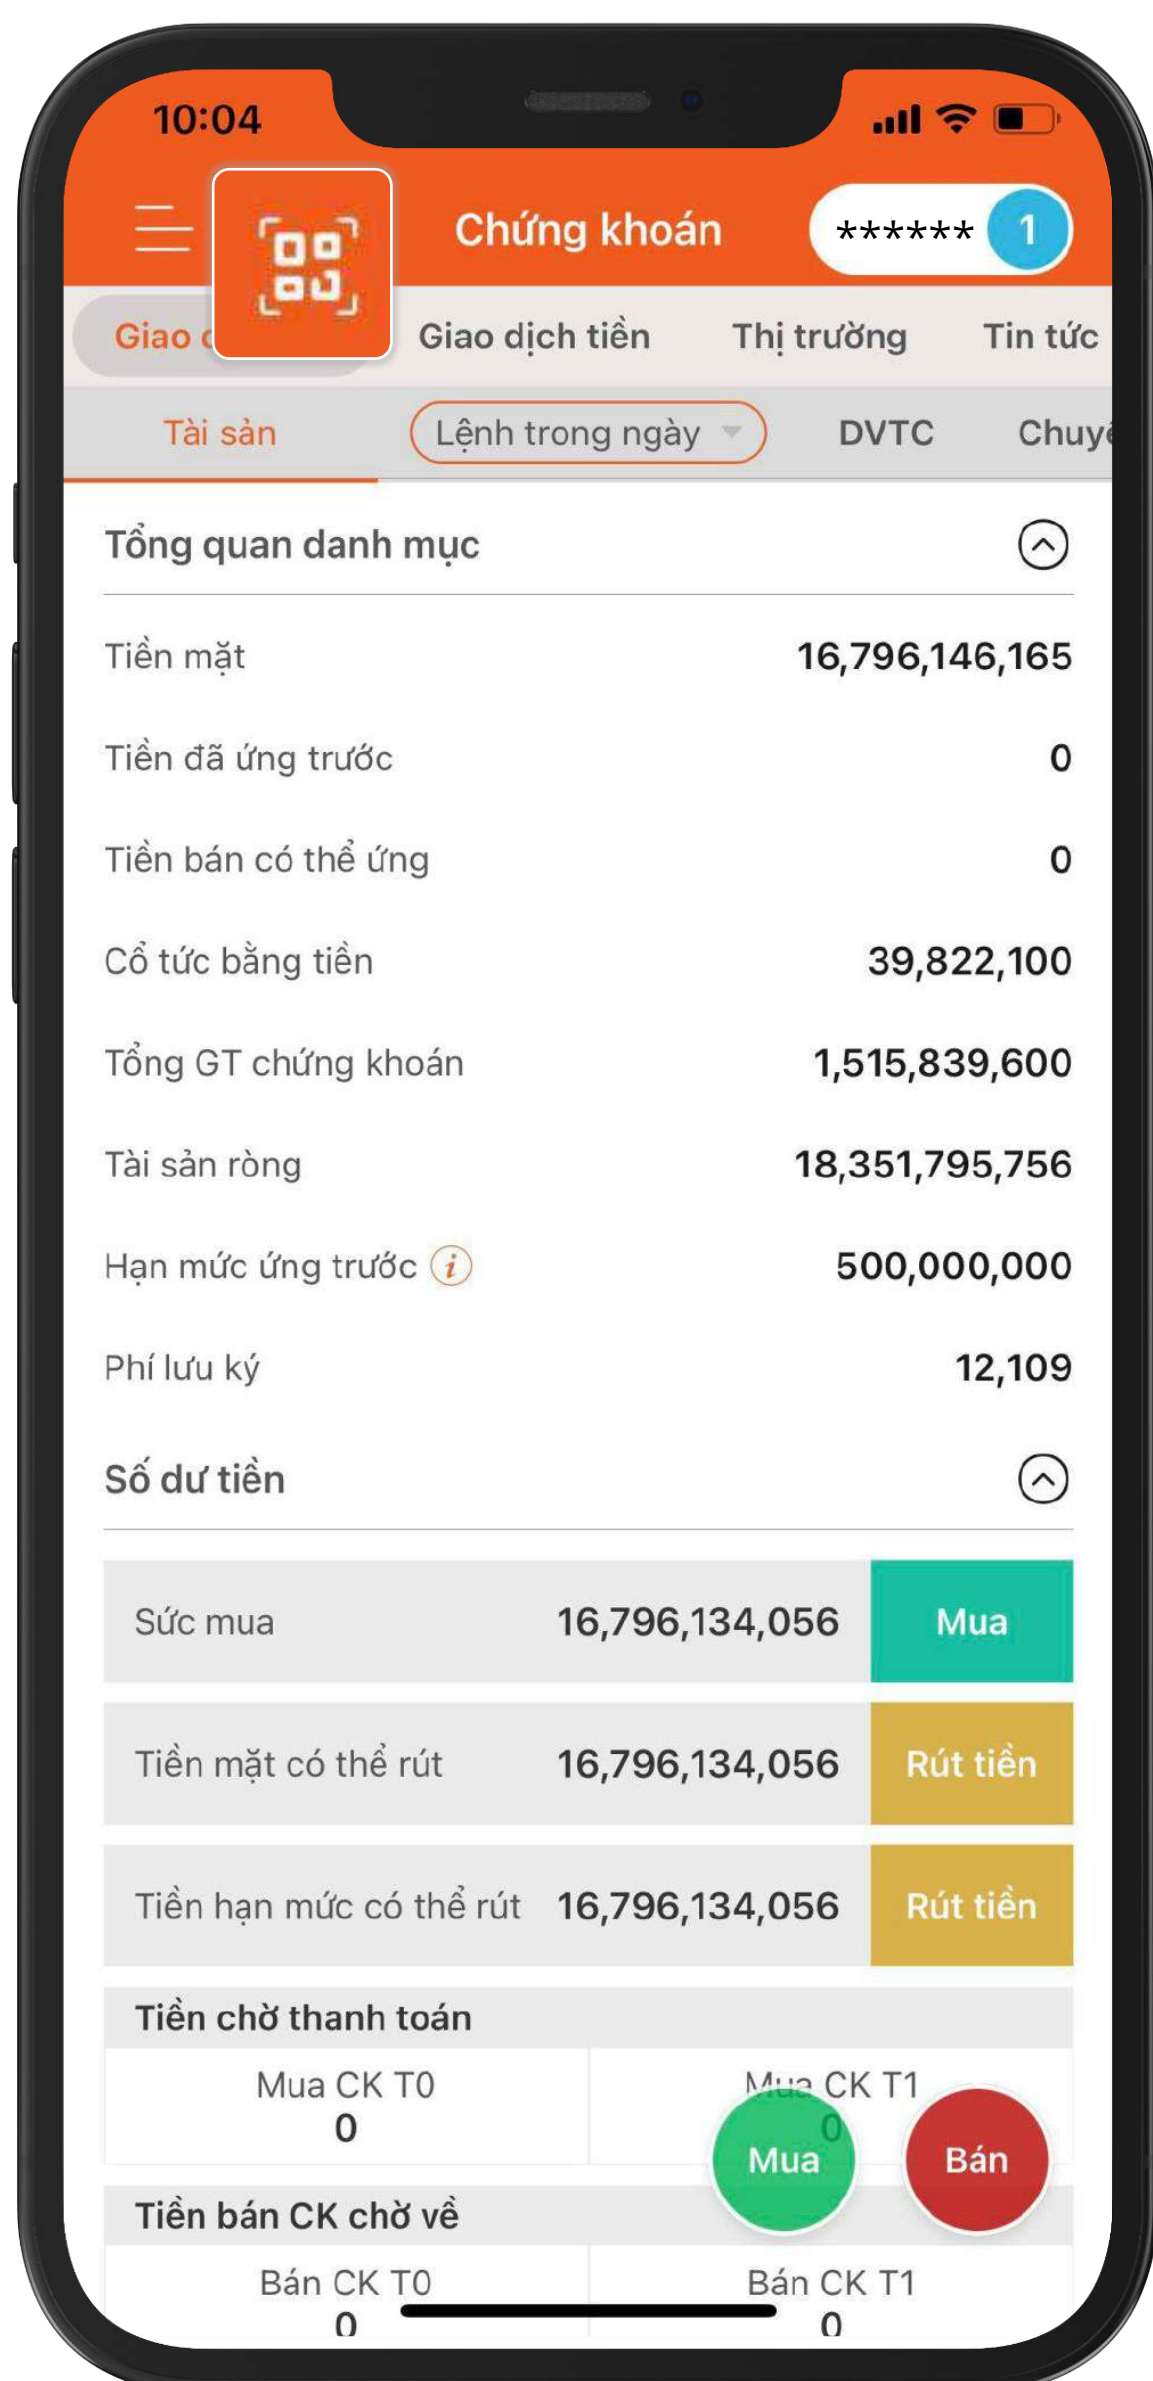 10:04
Chứng khoán
****** 1
Giao
Giao dịch tiền
Thị trường
Tin tức
Tài sản
Lệnh trong ngày
DVTC
Tổng quan danh mục
Tiền mặt 16,796,146,165
Tiền đã ứng trước 0
Tiền bán có thể ứng 0
Cổ tức bằng tiền 39,822,100
Tổng GT chứng khoán 1,515,839,600
Tài sản ròng 18,351,795,756
Hạn mức ứng trước i 500,000,000
Phí lưu ký 12,109
Số dư tiền
Sức mua 16,796,134,056 Mua
Tiền mặt có thể rút 16,796,134,056 Rút tiền
Tiền hạn mức có thể rút 16,796,134,056 Rút tiền
Tiền chờ thanh toán
Mua CK T0 Mua CK T1
0 0
Mua Bán
Tiền bán CK chờ về
Bán CK T0 Bán CK T1
0 0